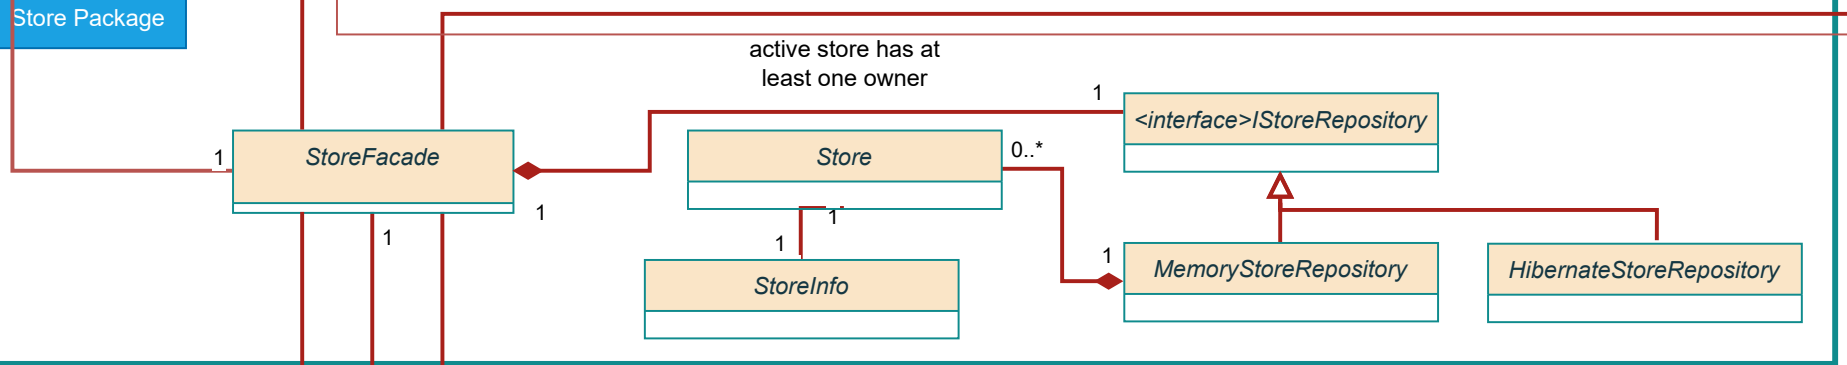 Store Package
active store has at
least one owner
1
<interface>IStoreRepository
1
StoreFacade
Store
0..*
1
1
1
1
StoreInfo
1
MemoryStoreRepository
HibernateStoreRepository